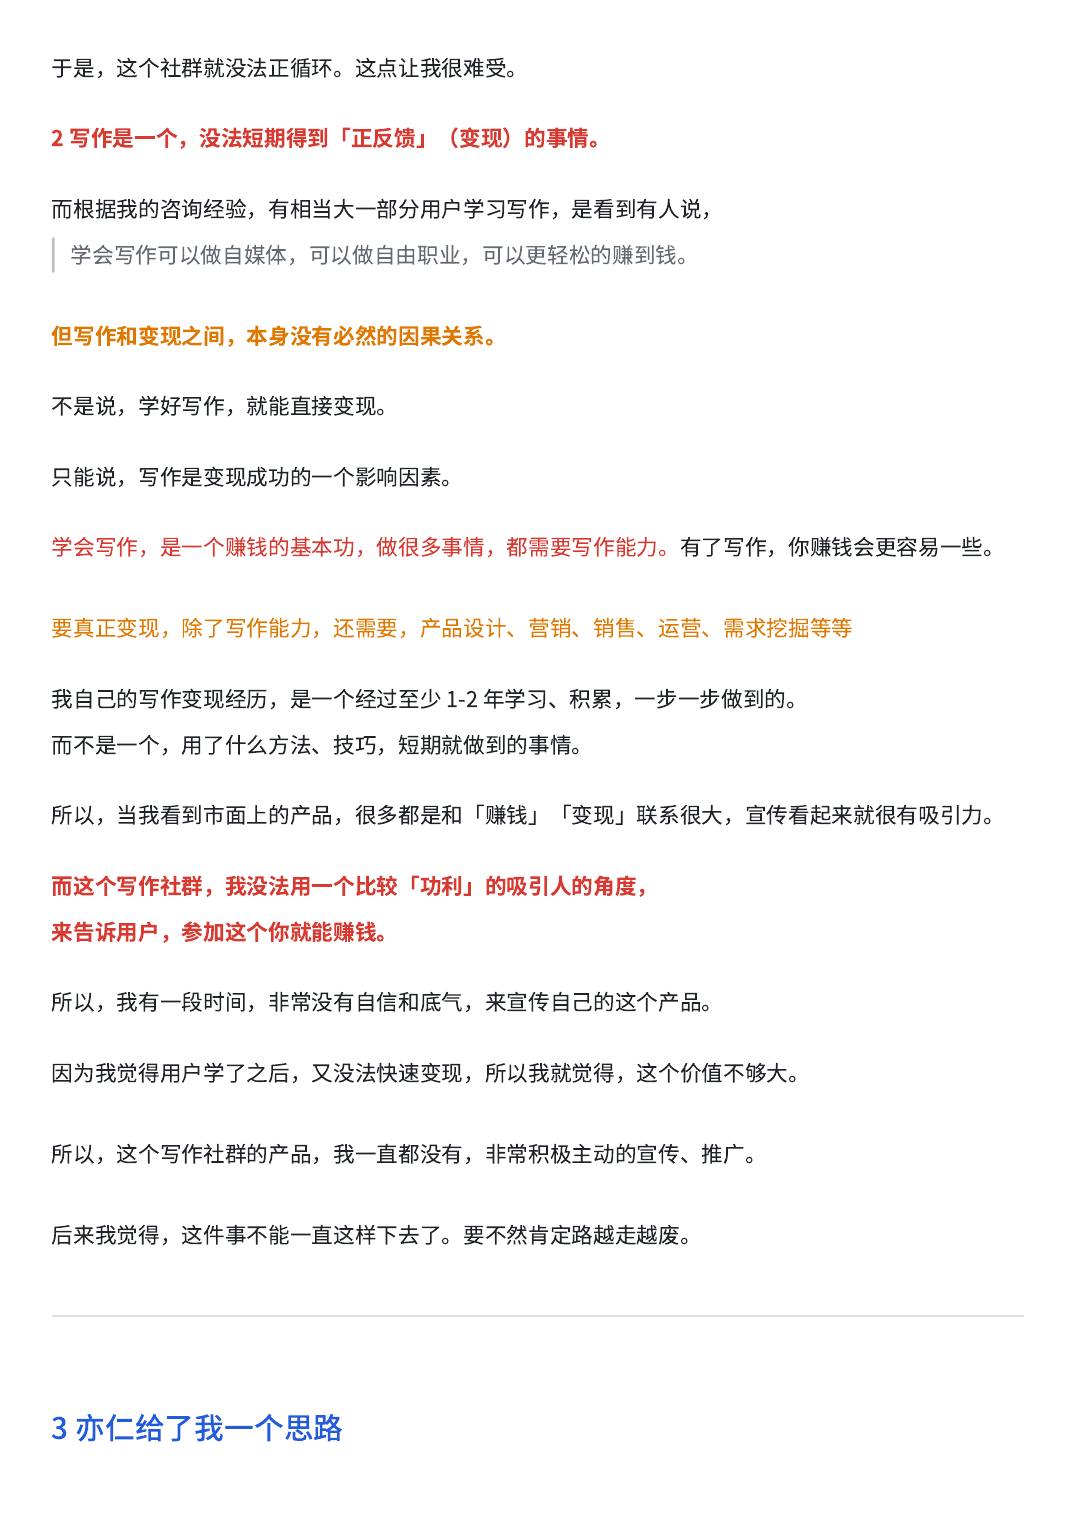 于是，这个社群就没法正循环。这点让我很难受。
2 写作是一个，没法短期得到「正反馈」（变现）的事情。
而根据我的咨询经验，有相当大一部分用户学习写作，是看到有人说，
学会写作可以做自媒体，可以做自由职业，可以更轻松的赚到钱。
但写作和变现之间，本身没有必然的因果关系。
不是说，学好写作，就能直接变现。
只能说，写作是变现成功的一个影响因素。
学会写作，是一个赚钱的基本功，做很多事情，都需要写作能力。有了写作，你赚钱会更容易一些。
要真正变现，除了写作能力，还需要，产品设计、营销、销售、运营、需求挖掘等等
我自己的写作变现经历，是一个经过至少 1-2 年学习、积累，一步一步做到的。
而不是一个，用了什么方法、技巧，短期就做到的事情。
所以，当我看到市面上的产品，很多都是和「赚钱」「变现」联系很大，宣传看起来就很有吸引力。
而这个写作社群，我没法用一个比较「功利」的吸引人的角度，
来告诉用户，参加这个你就能赚钱。
所以，我有一段时间，非常没有自信和底气，来宣传自己的这个产品。
因为我觉得用户学了之后，又没法快速变现，所以我就觉得，这个价值不够大。
所以，这个写作社群的产品，我一直都没有，非常积极主动的宣传、推广。
后来我觉得，这件事不能一直这样下去了。要不然肯定路越走越废。
3 亦仁给了我一个思路